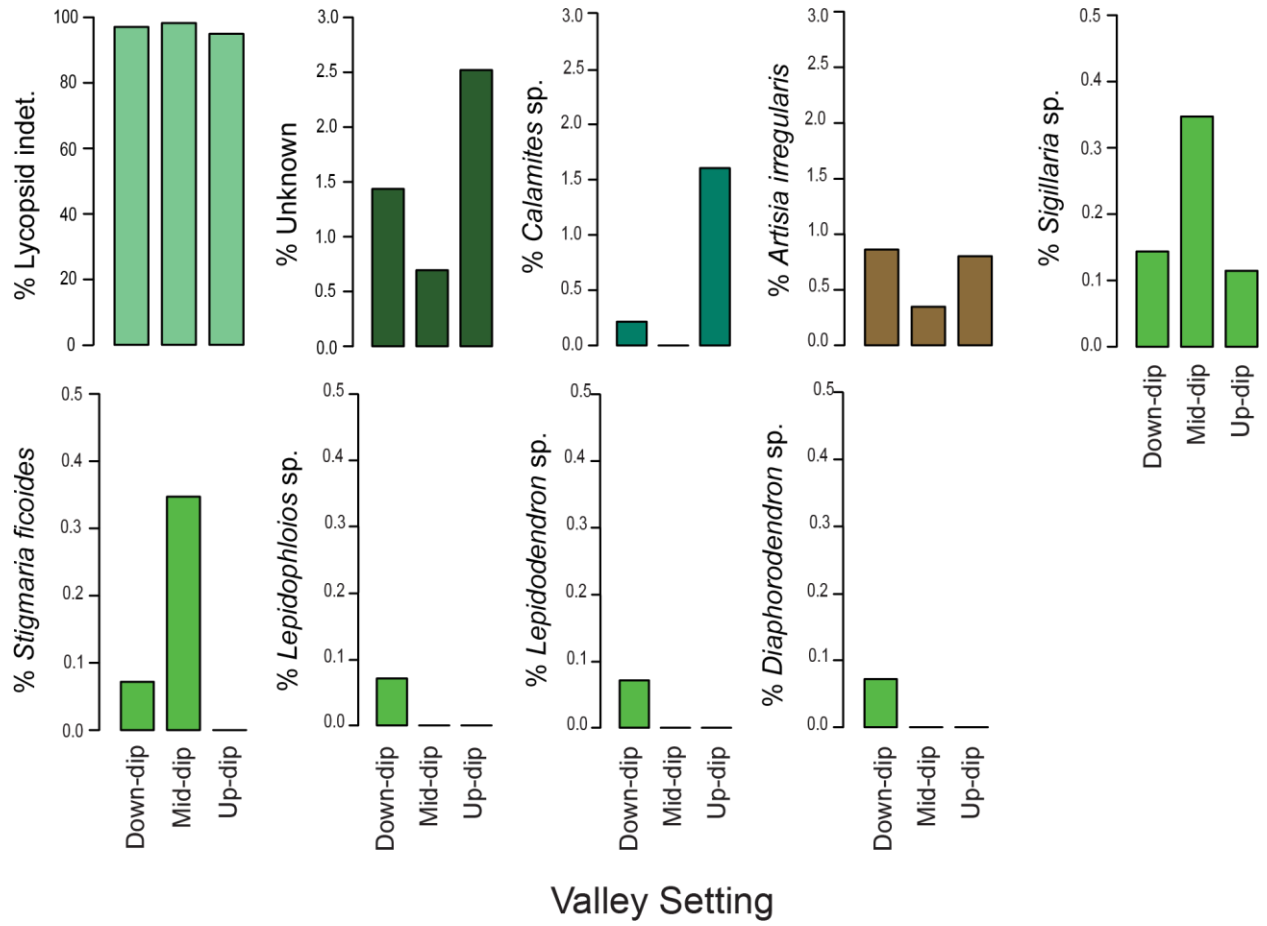 % Lycopsid indet.
100
80
60
40
20
0
% Unknown
3.0
2.5
2.0
1.5
1.0
0.5
0.0
% Calamites sp.
3.0
2.5
2.0
1.5
1.0
0.5
0.0
% Artisia irregularis
3.0
2.5
2.0
1.5
1.0
0.5
0.0
% Sigillaria sp.
0.5
0.4
0.3
0.2
0.1
0.0
Down-dip
Mid-dip
Up-dip
% Stigmaria ficoides
0.5
0.4
0.3
0.2
0.1
0.0
Down-dip
Mid-dip
Up-dip
% Lepidophloios sp.
0.5
0.4
0.3
0.2
0.1
0.0
Down-dip
Mid-dip
Up-dip
% Lepidodendron sp.
0.5
0.4
0.3
0.2
0.1
0.0
Down-dip
Mid-dip
Up-dip
% Diaphorodendron sp.
0.5
0.4
0.3
0.2
0.1
0.0
Down-dip
Mid-dip
Up-dip
Valley Setting